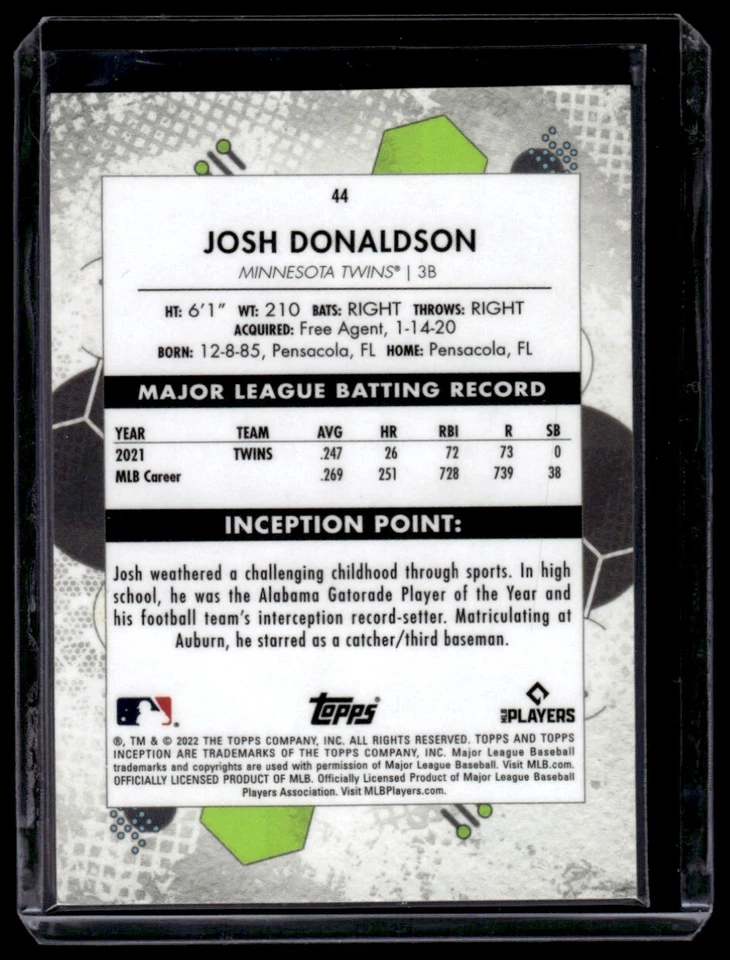 44
JOSH DONALDSON
MINNESOTA TWINS® | 3B
HT: 6'1" WT: 210 BATS: RIGHT THROWS: RIGHT
ACQUIRED: Free Agent, 1-14-20
BORN: 12-8-85, Pensacola, FL HOME: Pensacola, FL
MAJOR LEAGUE BATTING RECORD
YEAR TEAM AVG HR RBI R SB
2021 TWINS .247 26 72 73 0
MLB Career .269 251 728 739 38
INCEPTION POINT:
Josh weathered a challenging childhood through sports. In high
school, he was the Alabama Gatorade Player of the Year and
his football team's interception record-setter. Matriculating at
Auburn, he starred as a catcher/third baseman.
TOPPS®
MLB PLAYERS
®, TM & © 2022 THE TOPPS COMPANY, INC. ALL RIGHTS RESERVED. TOPPS AND TOPPS
INCEPTION ARE TRADEMARKS OF THE TOPPS COMPANY, INC. Major League Baseball
trademarks and copyrights are used with permission of Major League Baseball. Visit MLB.com.
OFFICIALLY LICENSED PRODUCT OF MLB. Officially Licensed Product of Major League Baseball
Players Association. Visit MLBPlayers.com.